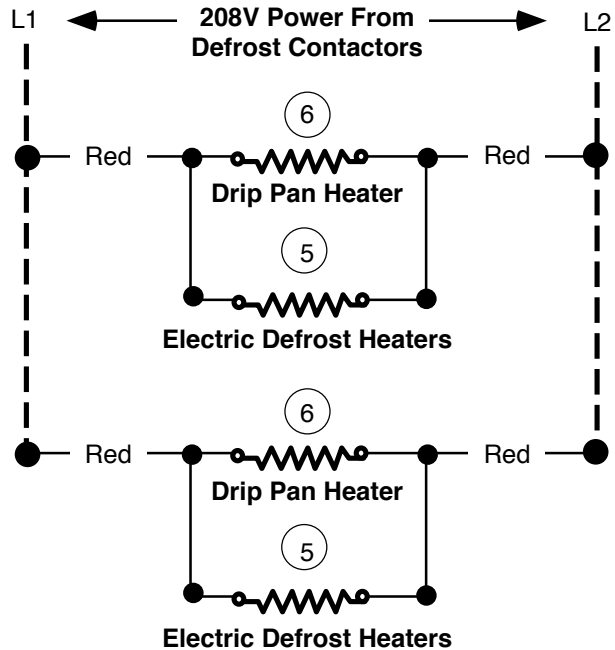 L1 208V Power From L2
Defrost Contactors
6
Red Red
Drip Pan Heater
5
Electric Defrost Heaters
6
Red Red
Drip Pan Heater
5
Electric Defrost Heaters